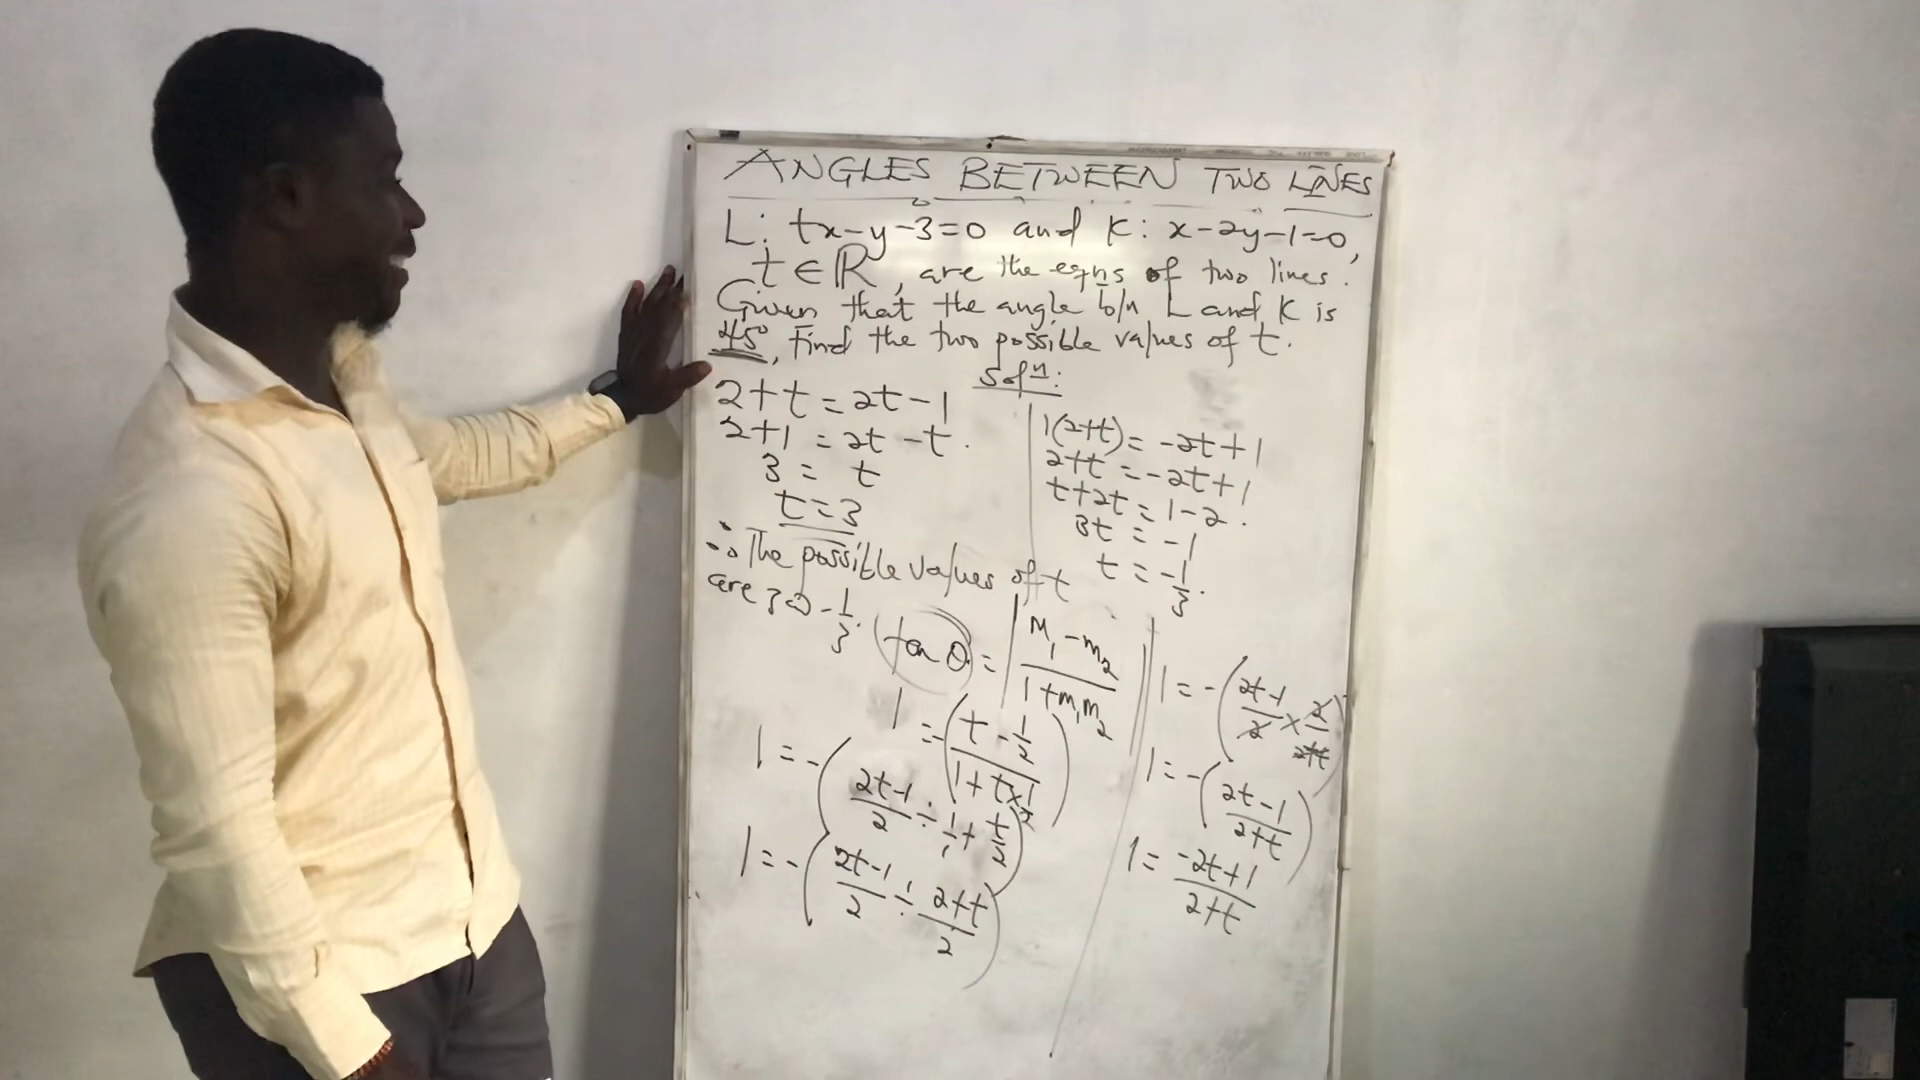 ANGLES BETWEEN TWO LINES
L: tx-y-3=0 and K: x-2y-1=0,
t∈ℝ, are the eqns of two lines.
Given that the angle b/n L and K is
45°, find the two possible values of t.
Solⁿ:
2+t = 2t-1
2+1 = 2t-t.
3 = t
t=3
∴ The possible values of t
are 3 -1/3.
1(2+t) = -2t+1
2+t = -2t+1
t+2t = 1-2.
3t = -1
t = -1/3.
(tan θ) = |(M₁-m₂)/(1+m₁m₂)|
1 = -((t-1/2)/(1+t×1/2))
1 = -((2t-1)/2 ÷ 1/1 + t/2)
1 = -((2t-1)/2 ÷ (2+t)/2)
1 = -((2t-1)/2 × 2/(2+t))
1 = -((2t-1)/(2+t))
1 = (-2t+1)/(2+t)